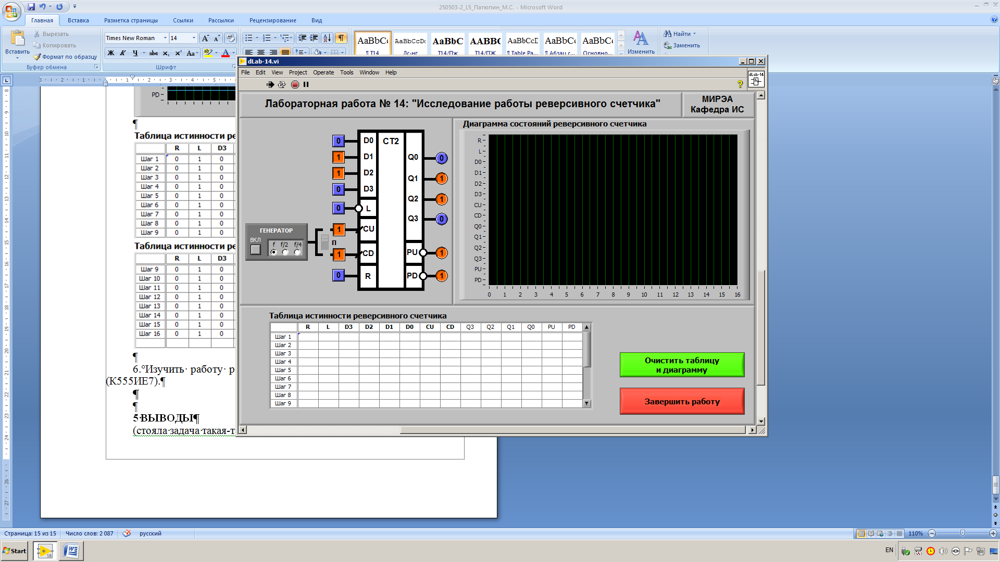 250503-2_L5_Патюпин_М.С. - Microsoft Word
Главная Вставка Разметка страницы Ссылки Рассылки Рецензирование Вид
Вставить
Вырезать
Копировать
Формат по образцу
Буфер обмена
Times New Roman 14
Ж К Ч abc x₂ x² Aa
Шрифт
AaBbCc AaBbCcDc AaBbC AABBC AaBbCcD AaBbCc AaBbCc
¶ Т14 Дс-нг Т14/Пж Т14/ПЖ ¶ Table Pa... ¶ Абзац с... Основно...
Изменить
Найти
Заменить
PD
¶
Таблица истинности ре
R L D3
Шаг 1 0 1 0
Шаг 2 0 1 0
Шаг 3 0 1 0
Шаг 4 0 1 0
Шаг 5 0 1 0
Шаг 6 0 1 0
Шаг 7 0 1 0
Шаг 8 0 1 0
Шаг 9 0 1 0
Таблица истинности ре
R L D3
Шаг 9 0 1 0
Шаг 10 0 1 0
Шаг 11 0 1 0
Шаг 12 0 1 0
Шаг 13 0 1 0
Шаг 14 0 1 0
Шаг 15 0 1 0
Шаг 16 0 1 0
¶
6.°Изучить· работу· р
(К555ИЕ7).¶
¶
¶
5·ВЫВОДЫ¶
(стояла·задача·такая-т
dLab-14.vi
File Edit View Project Operate Tools Window Help
dLab-14
Лабораторная работа № 14: "Исследование работы реверсивного счетчика"
МИРЭА
Кафедра ИС
0 D0 CT2
1 D1 Q0 0
1 D2 Q1 1
0 D3 Q2 1
0 L Q3 0
1 CU
1 CD PU 1
0 R PD 1
ГЕНЕРАТОР
ВКЛ f f/2 f/4
П
Диаграмма состояний реверсивного счетчика
R
L
D0
D1
D2
D3
CU
CD
Q0
Q1
Q2
Q3
PU
PD
0 1 2 3 4 5 6 7 8 9 10 11 12 13 14 15 16
Таблица истинности реверсивного счетчика
R L D3 D2 D1 D0 CU CD Q3 Q2 Q1 Q0 PU PD
Шаг 1
Шаг 2
Шаг 3
Шаг 4
Шаг 5
Шаг 6
Шаг 7
Шаг 8
Шаг 9
Очистить таблицу
и диаграмму
Завершить работу
Страница: 15 из 15 Число слов: 2 087 русский 110%
Start EN